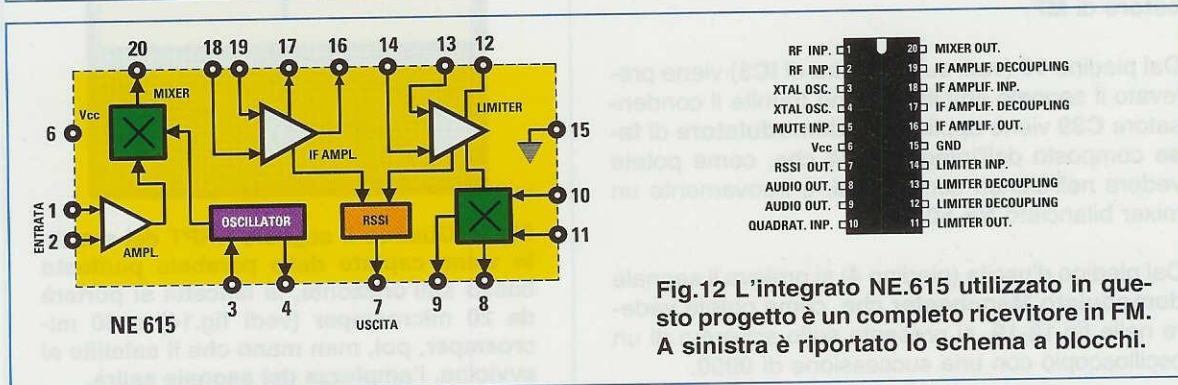 20
18 19 17 16 14 13 12
MIXER
Vcc
6
LIMITER
15
IF AMPL.
10
ENTRATA
1
2
OSCILLATOR
RSSI
11
AMPL.
3 4 7 9 8
NE 615
USCITA
RF INP. 1
RF INP. 2
XTAL OSC. 3
XTAL OSC. 4
MUTE INP. 5
Vcc 6
RSSI OUT. 7
AUDIO OUT. 8
AUDIO OUT. 9
QUADRAT. INP. 10
20 MIXER OUT.
19 IF AMPLIF. DECOUPLING
18 IF AMPLIF. INP.
17 IF AMPLIF. DECOUPLING
16 IF AMPLIF. OUT.
15 GND
14 LIMITER INP.
13 LIMITER DECOUPLING
12 LIMITER DECOUPLING
11 LIMITER OUT.
Fig.12 L'integrato NE.615 utilizzato in que-
sto progetto è un completo ricevitore in FM.
A sinistra è riportato lo schema a blocchi.